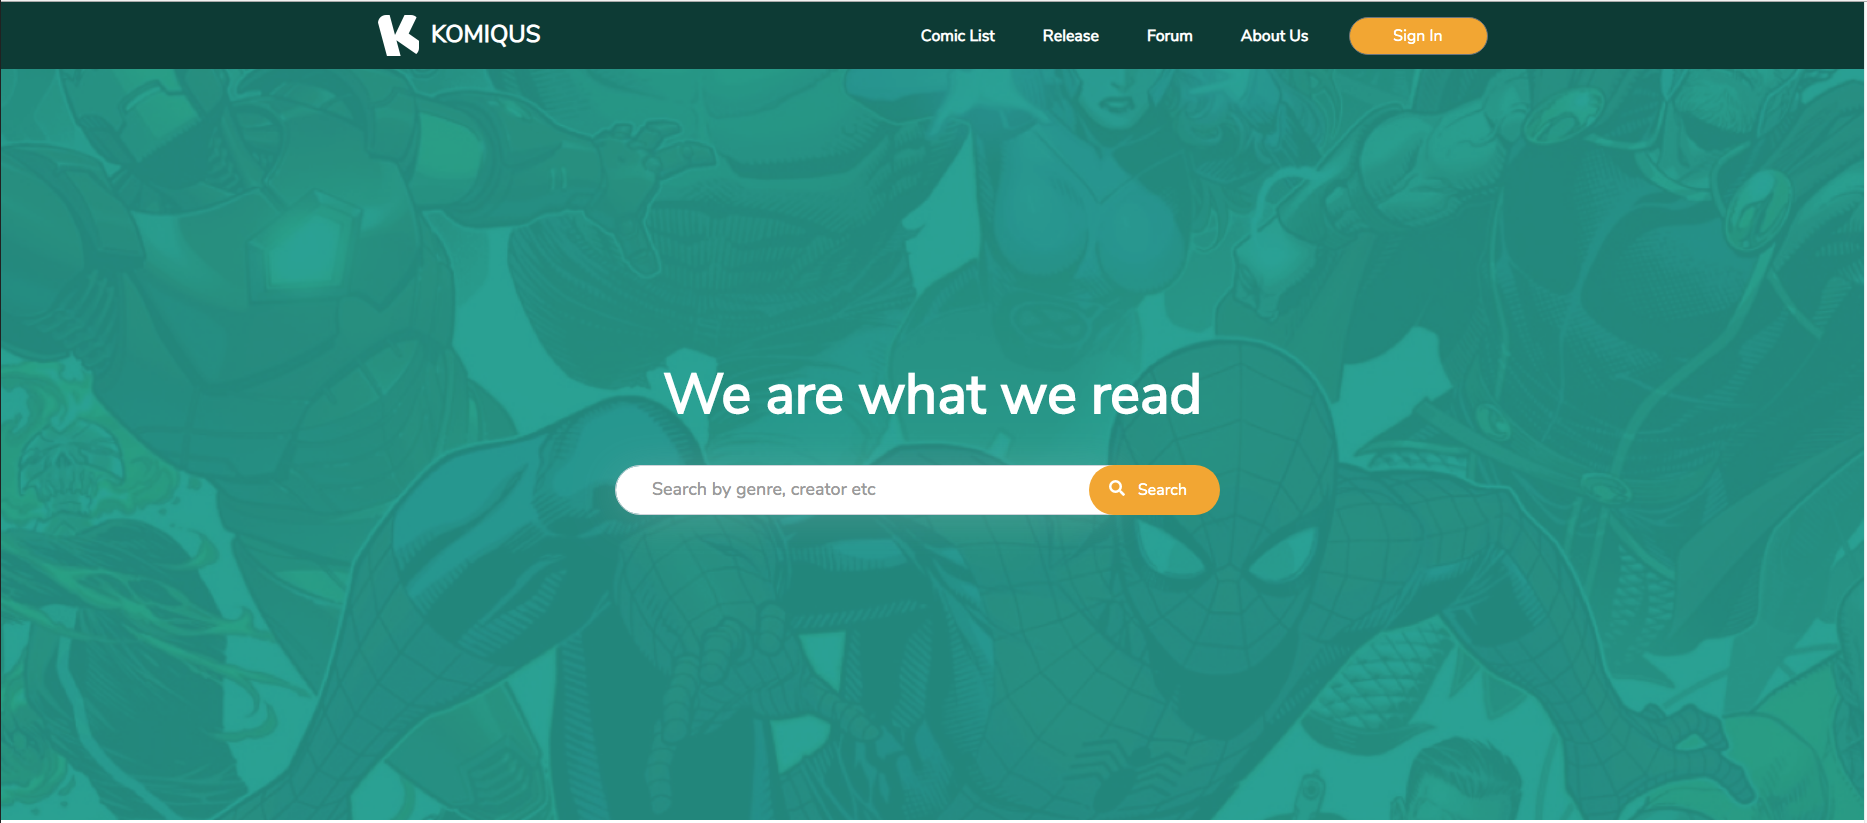 KOMIQUS
Comic List
Release
Forum
About Us
Sign In
We are what we read
Search by genre, creator etc
Search